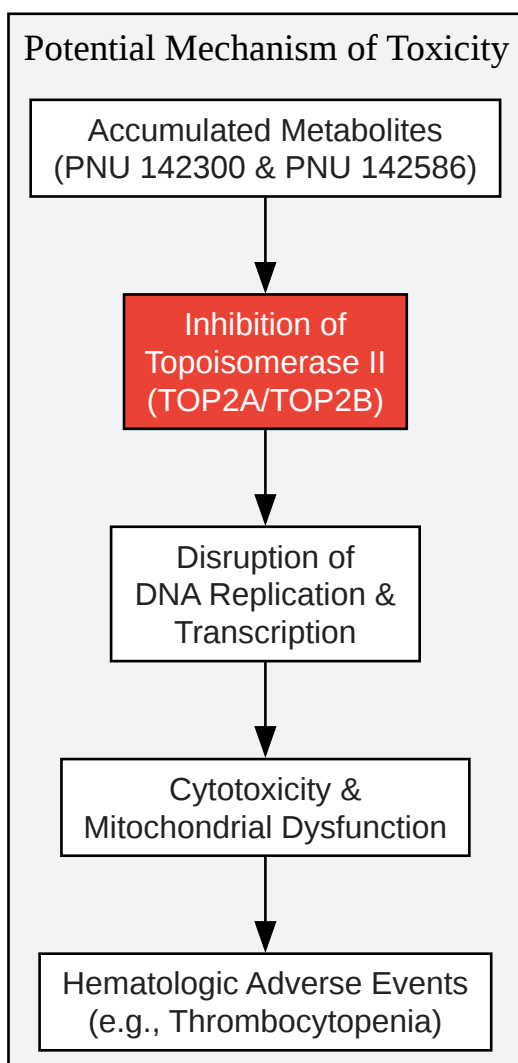 Potential Mechanism of Toxicity
Accumulated Metabolites
(PNU 142300 & PNU 142586)
Inhibition of
Topoisomerase II
(TOP2A/TOP2B)
Disruption of
DNA Replication &
Transcription
Cytotoxicity &
Mitochondrial Dysfunction
Hematologic Adverse Events
(e.g., Thrombocytopenia)